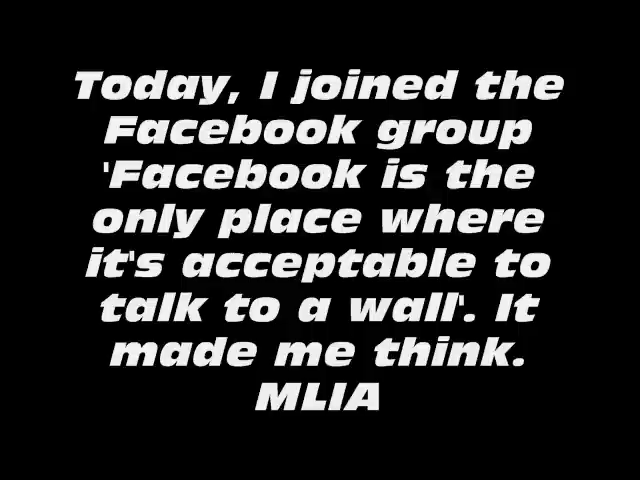 Today, I joined the
Facebook group
'Facebook is the
only place where
it's acceptable to
talk to a wall'. It
made me think.
MLIA